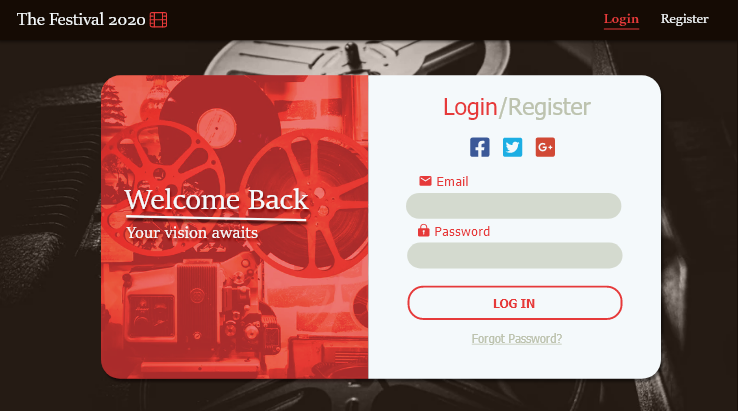 The Festival 2020
Login Register
Login/Register
Email
Welcome Back
Your vision awaits
Password
LOG IN
Forgot Password?